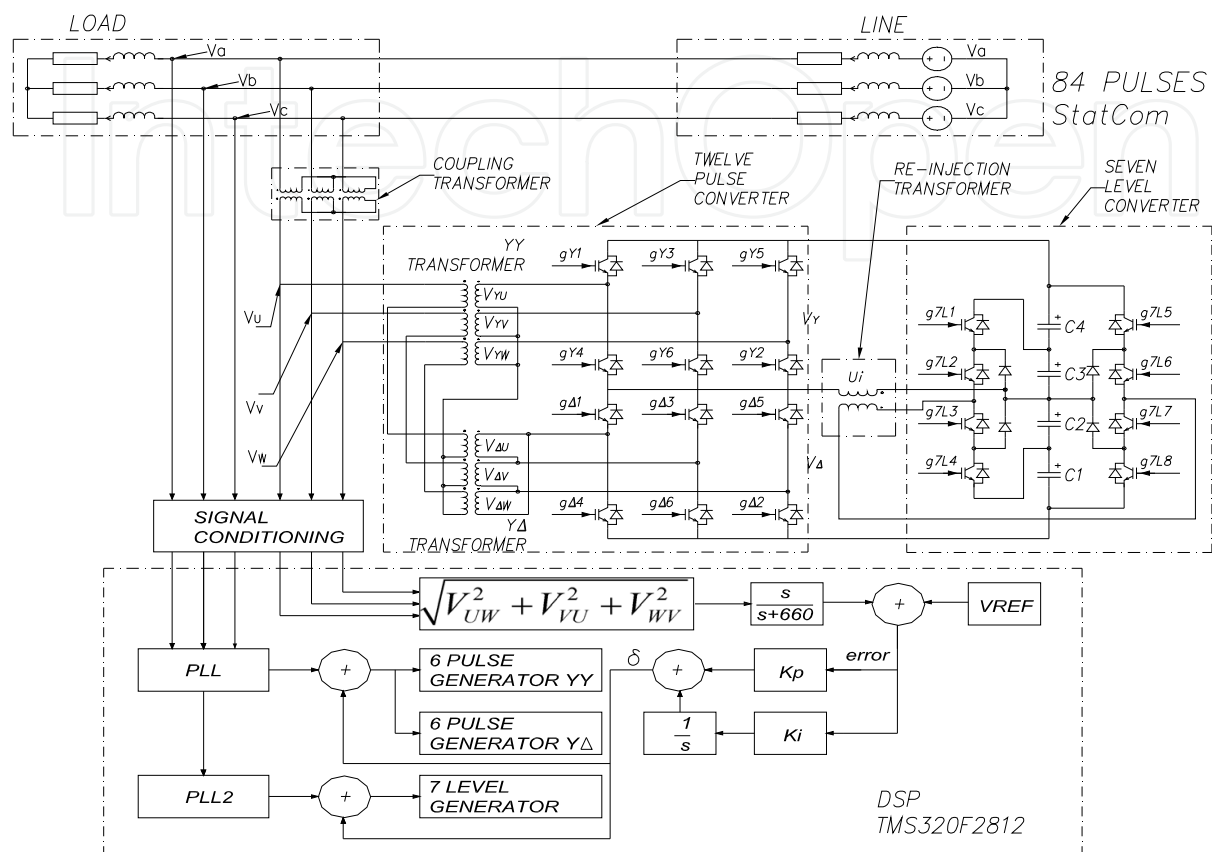 LOAD
LINE
Va
Vb
Vc
Va
Vb
Vc
84 PULSES
StatCom
IntechOpen
COUPLING
TRANSFORMER
TWELVE
PULSE
CONVERTER
RE-INJECTION
TRANSFORMER
SEVEN
LEVEL
CONVERTER
YY
TRANSFORMER
gY1
gY3
gY5
VU
VV
VW
VYU
VYV
VYW
VY
gY4
gY6
gY2
Ui
g7L1
g7L2
g7L3
g7L4
C4
C3
C2
C1
g7L5
g7L6
g7L7
g7L8
gΔ1
gΔ3
gΔ5
VΔU
VΔV
VΔW
VΔ
gΔ4
gΔ6
gΔ2
YΔ
TRANSFORMER
SIGNAL
CONDITIONING
√V²UW + V²VU + V²WV
s
s+660
+
VREF
PLL
+
6 PULSE
GENERATOR YY
δ
+
Kp
error
6 PULSE
GENERATOR YΔ
1
s
Ki
PLL2
+
7 LEVEL
GENERATOR
DSP
TMS320F2812